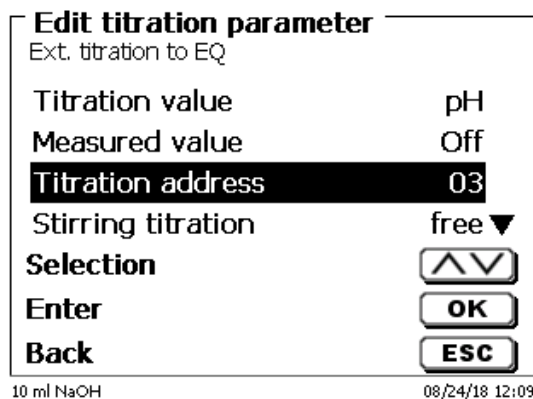 Edit titration parameter
Ext. titration to EQ
Titration value pH
Measured value Off
Titration address 03
Stirring titration free ▼
Selection
Enter OK
Back ESC
10 ml NaOH 08/24/18 12:09